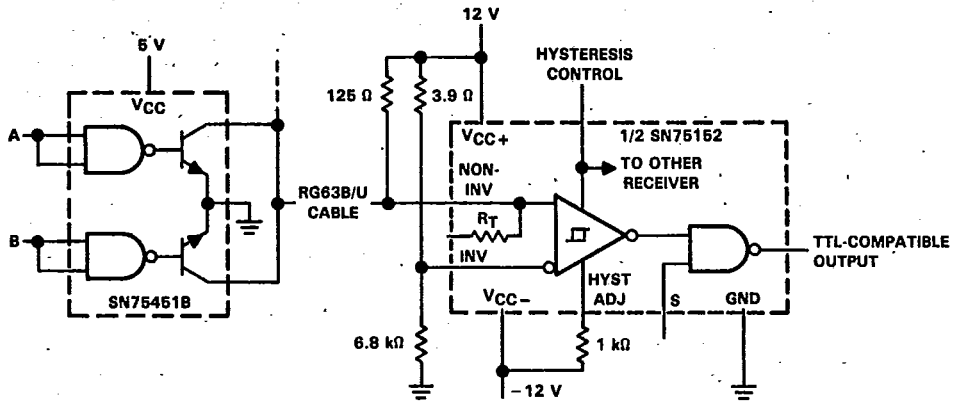 5 V
VCC
A
B
SN75451B
RG63B/U
CABLE
12 V
125 Ω
3.9 Ω
6.8 kΩ
HYSTERESIS
CONTROL
VCC+
1/2 SN75152
TO OTHER
RECEIVER
NON-
INV
RT
INV
HYST
ADJ
VCC-
S
GND
1 kΩ
-12 V
TTL-COMPATIBLE
OUTPUT